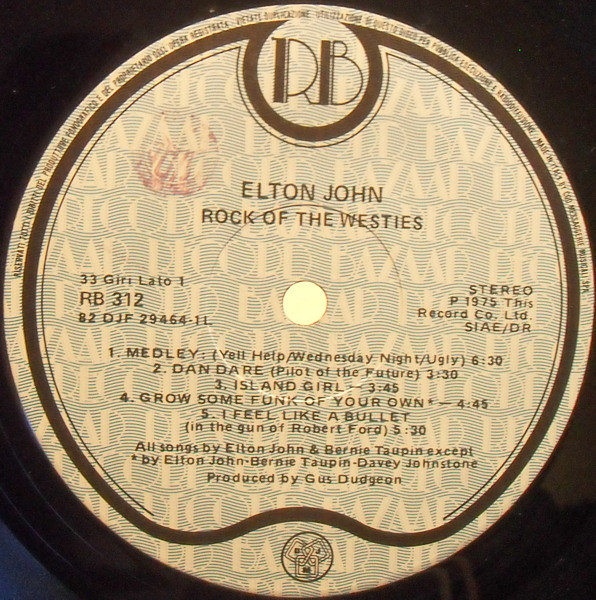 RB
ELTON JOHN
ROCK OF THE WESTIES
33 Giri Lato 1
RB 312
82 DJF 29464-1L
STEREO
P 1975 This
Record Co. Ltd.
SIAE/DR
1. MEDLEY: (Yell Help/Wednesday Night/Ugly) 6:30
2. DAN DARE (Pilot of the Future) 3:30
3. ISLAND GIRL — 3:45
4. GROW SOME FUNK OF YOUR OWN* — 4:45
5. I FEEL LIKE A BULLET
(in the gun of Robert Ford) 5:30
All songs by Elton John & Bernie Taupin except
* by Elton John-Bernie Taupin-Davey Johnstone
Produced by Gus Dudgeon